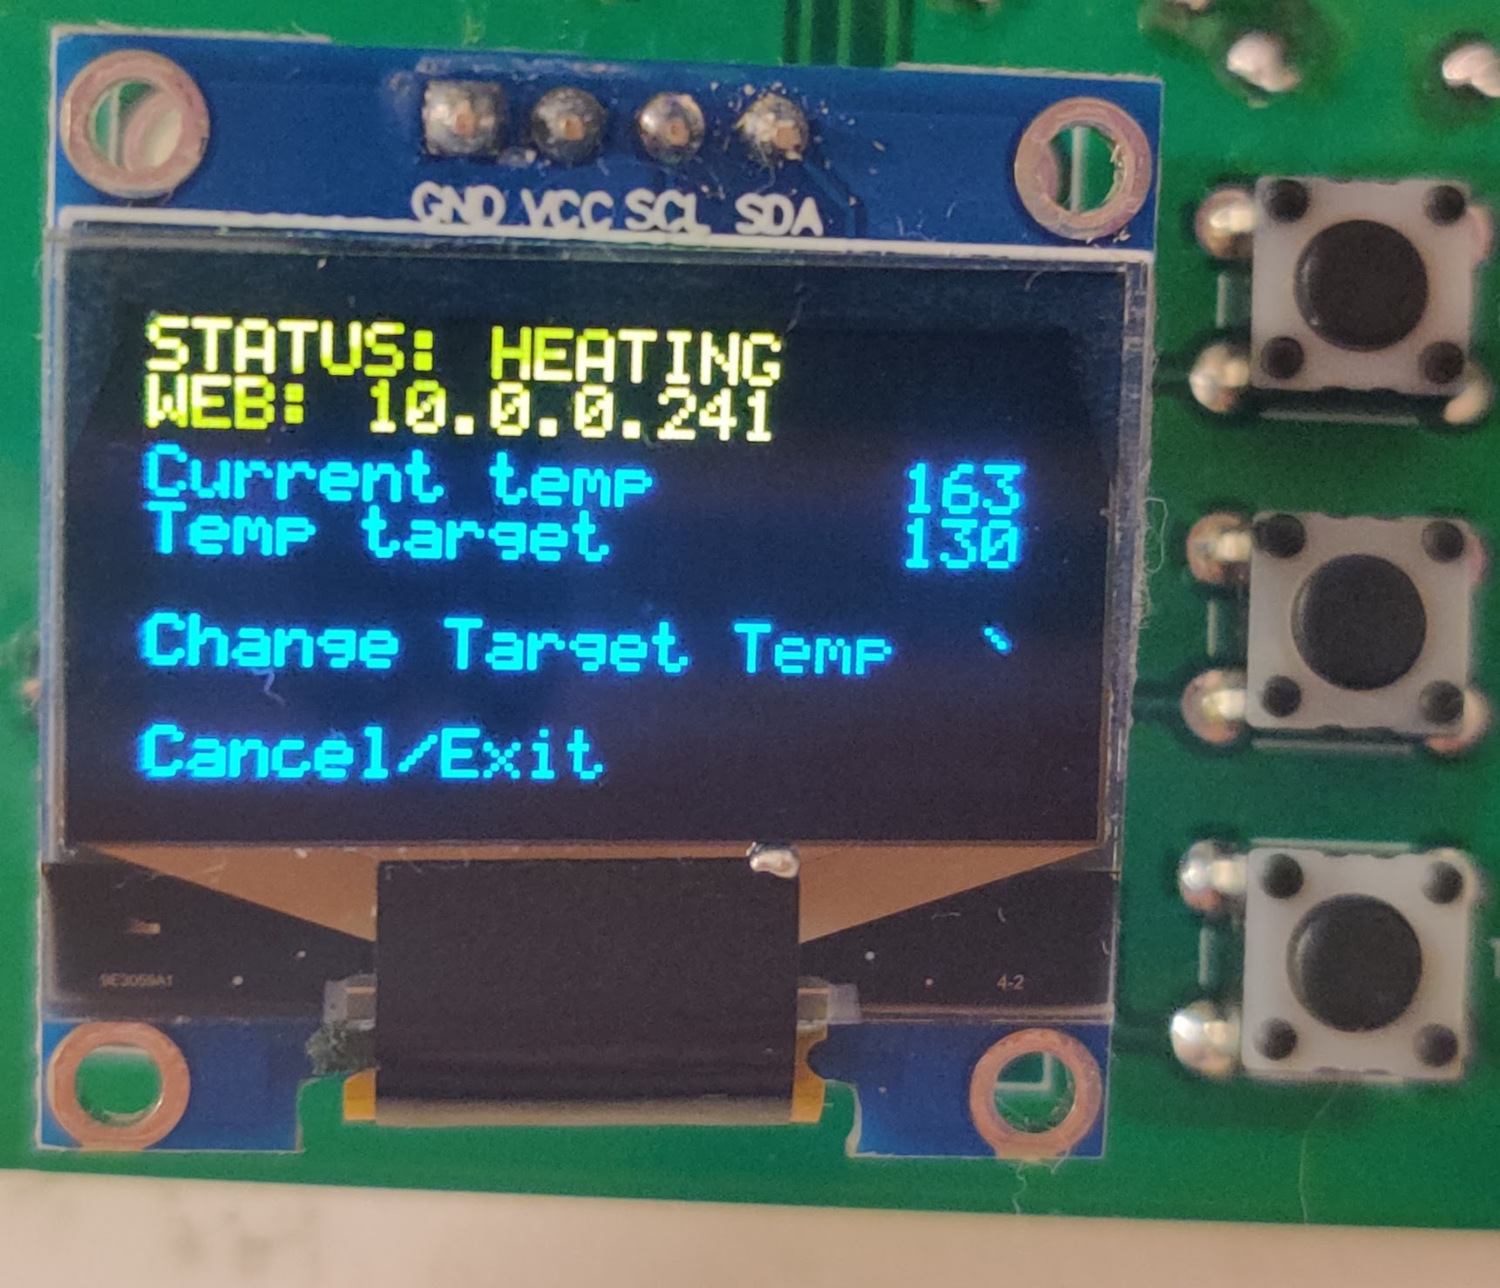 GND VCC SCL SDA
STATUS: HEATING
WEB: 10.0.0.241
Current temp 163
Temp target 130
Change Target Temp `
Cancel/Exit
4-2